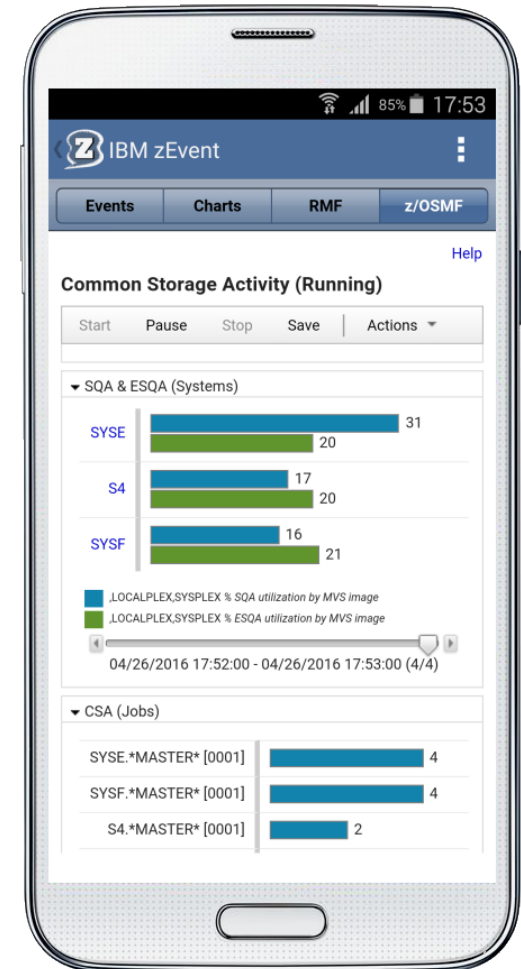 85% 17:53
Z IBM zEvent
Events Charts RMF z/OSMF
Help
Common Storage Activity (Running)
Start Pause Stop Save Actions
SQA & ESQA (Systems)
SYSE 31
20
S4 17
20
SYSF 16
21
,LOCALPLEX,SYSPLEX % SQA utilization by MVS image
,LOCALPLEX,SYSPLEX % ESQA utilization by MVS image
04/26/2016 17:52:00 - 04/26/2016 17:53:00 (4/4)
CSA (Jobs)
SYSE.*MASTER* [0001] 4
SYSF.*MASTER* [0001] 4
S4.*MASTER* [0001] 2